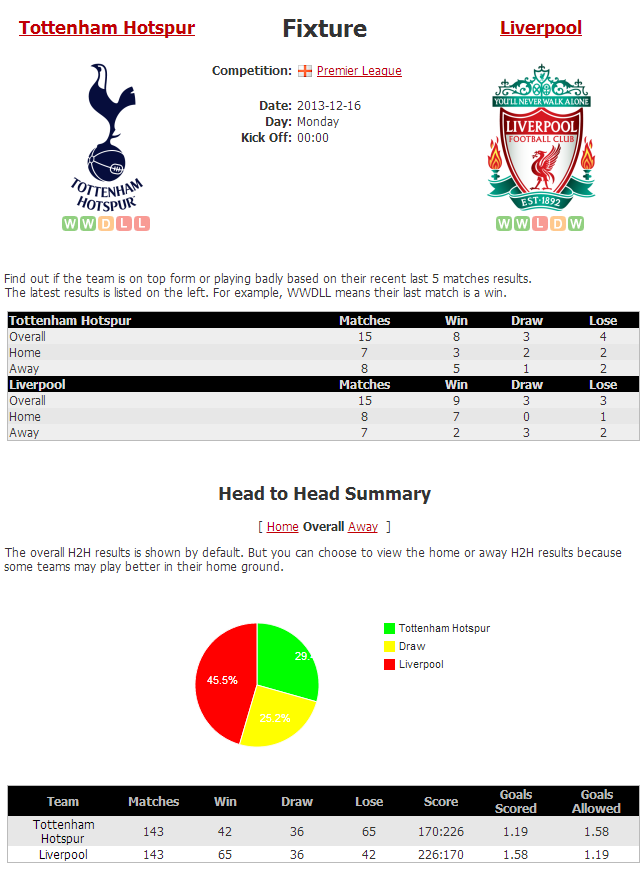 Tottenham Hotspur
Fixture
Liverpool
Competition: Premier League
Date: 2013-12-16
Day: Monday
Kick Off: 00:00
TOTTENHAM
HOTSPUR
YOU'LL NEVER WALK ALONE
LIVERPOOL
FOOTBALL CLUB
EST·1892
W W D L L
W W L D W
Find out if the team is on top form or playing badly based on their recent last 5 matches results.
The latest results is listed on the left. For example, WWDLL means their last match is a win.
Tottenham Hotspur Matches Win Draw Lose
Overall 15 8 3 4
Home 7 3 2 2
Away 8 5 1 2
Liverpool Matches Win Draw Lose
Overall 15 9 3 3
Home 8 7 0 1
Away 7 2 3 2
Head to Head Summary
[ Home Overall Away ]
The overall H2H results is shown by default. But you can choose to view the home or away H2H results because
some teams may play better in their home ground.
Tottenham Hotspur
Draw
Liverpool
29.
45.5%
25.2%
Team Matches Win Draw Lose Score Goals Scored Goals Allowed
Tottenham Hotspur 143 42 36 65 170:226 1.19 1.58
Liverpool 143 65 36 42 226:170 1.58 1.19